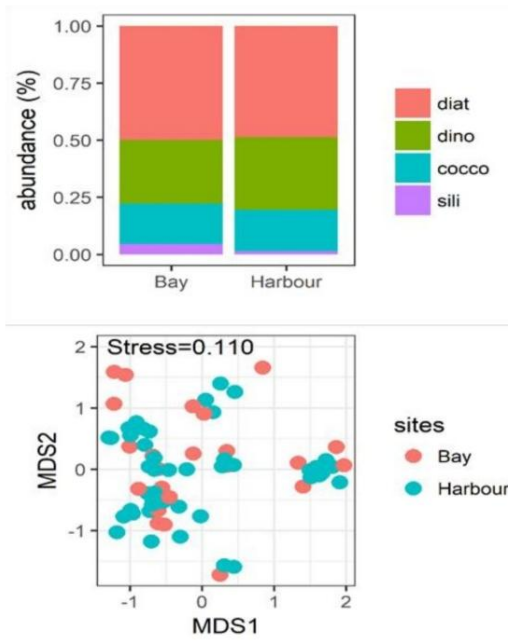 abundance (%)
1.00
0.75
0.50
0.25
0.00
Bay Harbour
diat
dino
cocco
sili
Stress=0.110
MDS2
2
1
0
-1
-1 0 1 2
MDS1
sites
Bay
Harbour